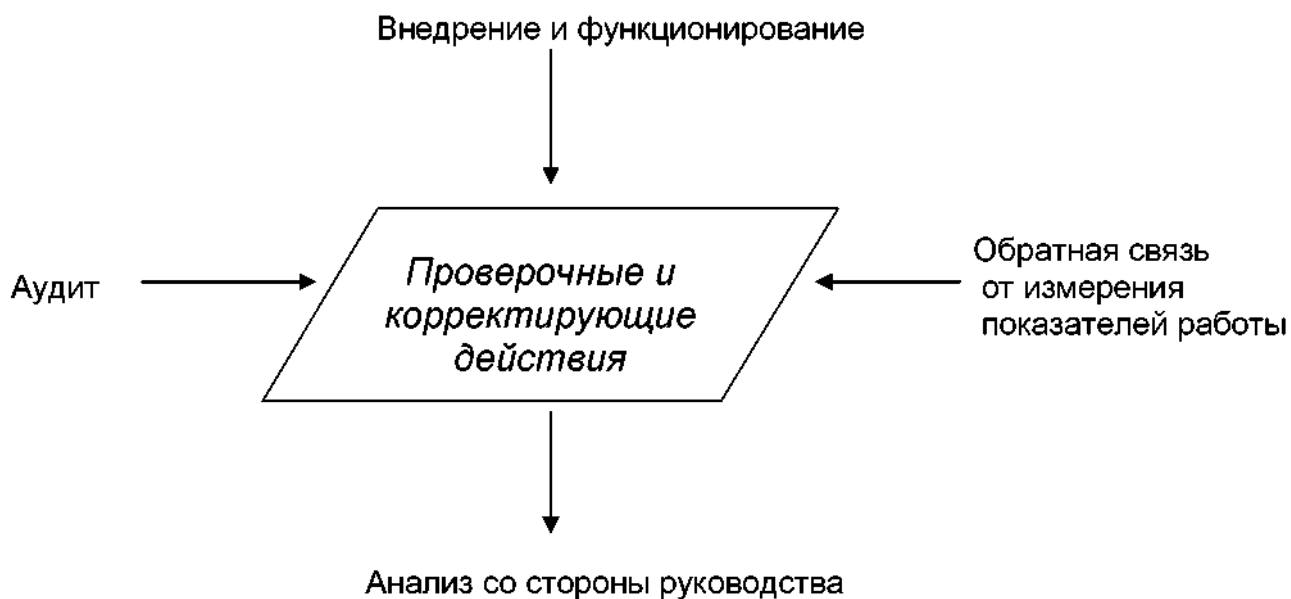 Внедрение и функционирование
Аудит
Проверочные и
корректирующие
действия
Обратная связь
от измерения
показателей работы
Анализ со стороны руководства